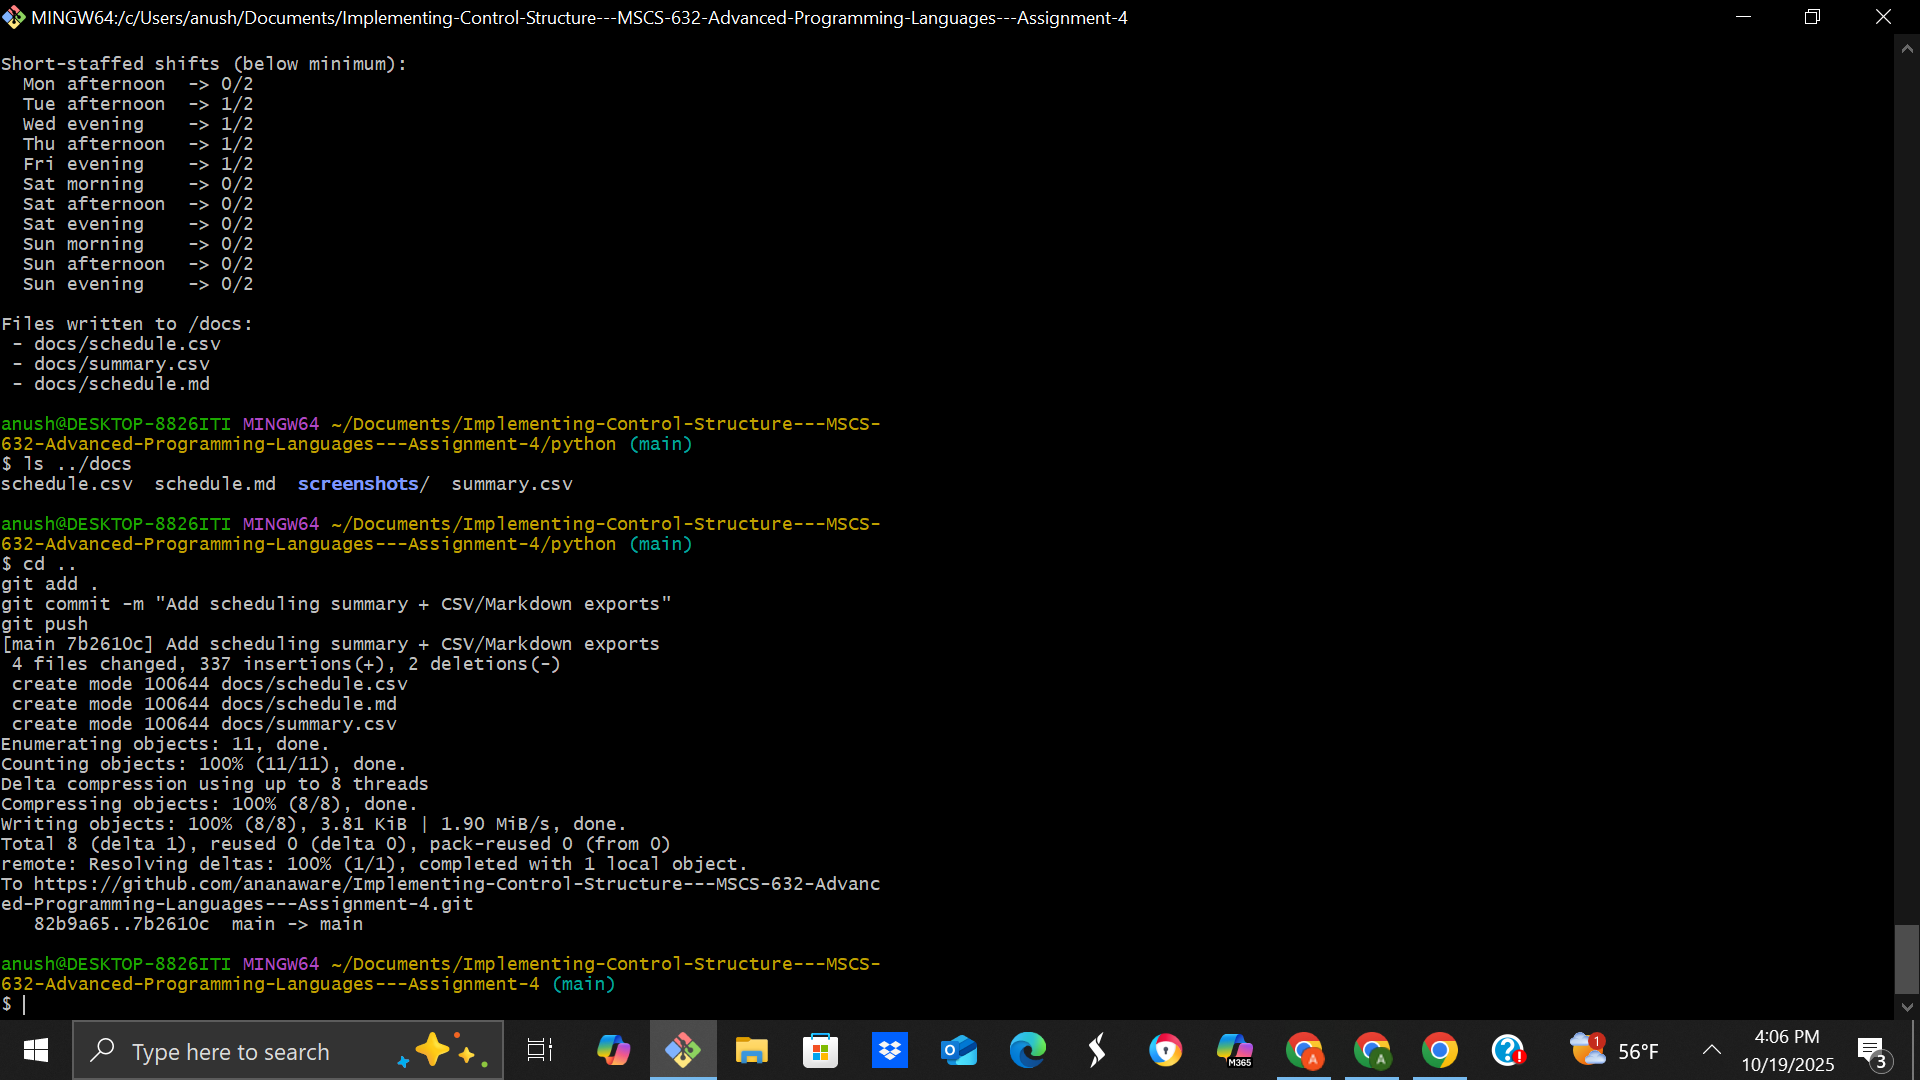 MINGW64:/c/Users/anush/Documents/Implementing-Control-Structure---MSCS-632-Advanced-Programming-Languages---Assignment-4
Short-staffed shifts (below minimum):
  Mon afternoon  -> 0/2
  Tue afternoon  -> 1/2
  Wed evening    -> 1/2
  Thu afternoon  -> 1/2
  Fri evening    -> 1/2
  Sat morning    -> 0/2
  Sat afternoon  -> 0/2
  Sat evening    -> 0/2
  Sun morning    -> 0/2
  Sun afternoon  -> 0/2
  Sun evening    -> 0/2
Files written to /docs:
 - docs/schedule.csv
 - docs/summary.csv
 - docs/schedule.md
anush@DESKTOP-8826ITI MINGW64 ~/Documents/Implementing-Control-Structure---MSCS-
632-Advanced-Programming-Languages---Assignment-4/python (main)
$ ls ../docs
schedule.csv  schedule.md  screenshots/  summary.csv
anush@DESKTOP-8826ITI MINGW64 ~/Documents/Implementing-Control-Structure---MSCS-
632-Advanced-Programming-Languages---Assignment-4/python (main)
$ cd ..
git add .
git commit -m "Add scheduling summary + CSV/Markdown exports"
git push
[main 7b2610c] Add scheduling summary + CSV/Markdown exports
 4 files changed, 337 insertions(+), 2 deletions(-)
 create mode 100644 docs/schedule.csv
 create mode 100644 docs/schedule.md
 create mode 100644 docs/summary.csv
Enumerating objects: 11, done.
Counting objects: 100% (11/11), done.
Delta compression using up to 8 threads
Compressing objects: 100% (8/8), done.
Writing objects: 100% (8/8), 3.81 KiB | 1.90 MiB/s, done.
Total 8 (delta 1), reused 0 (delta 0), pack-reused 0 (from 0)
remote: Resolving deltas: 100% (1/1), completed with 1 local object.
To https://github.com/ananaware/Implementing-Control-Structure---MSCS-632-Advanc
ed-Programming-Languages---Assignment-4.git
   82b9a65..7b2610c  main -> main
anush@DESKTOP-8826ITI MINGW64 ~/Documents/Implementing-Control-Structure---MSCS-
632-Advanced-Programming-Languages---Assignment-4 (main)
$
Type here to search
M365
A
A
1
56°F
4:06 PM
10/19/2025
3